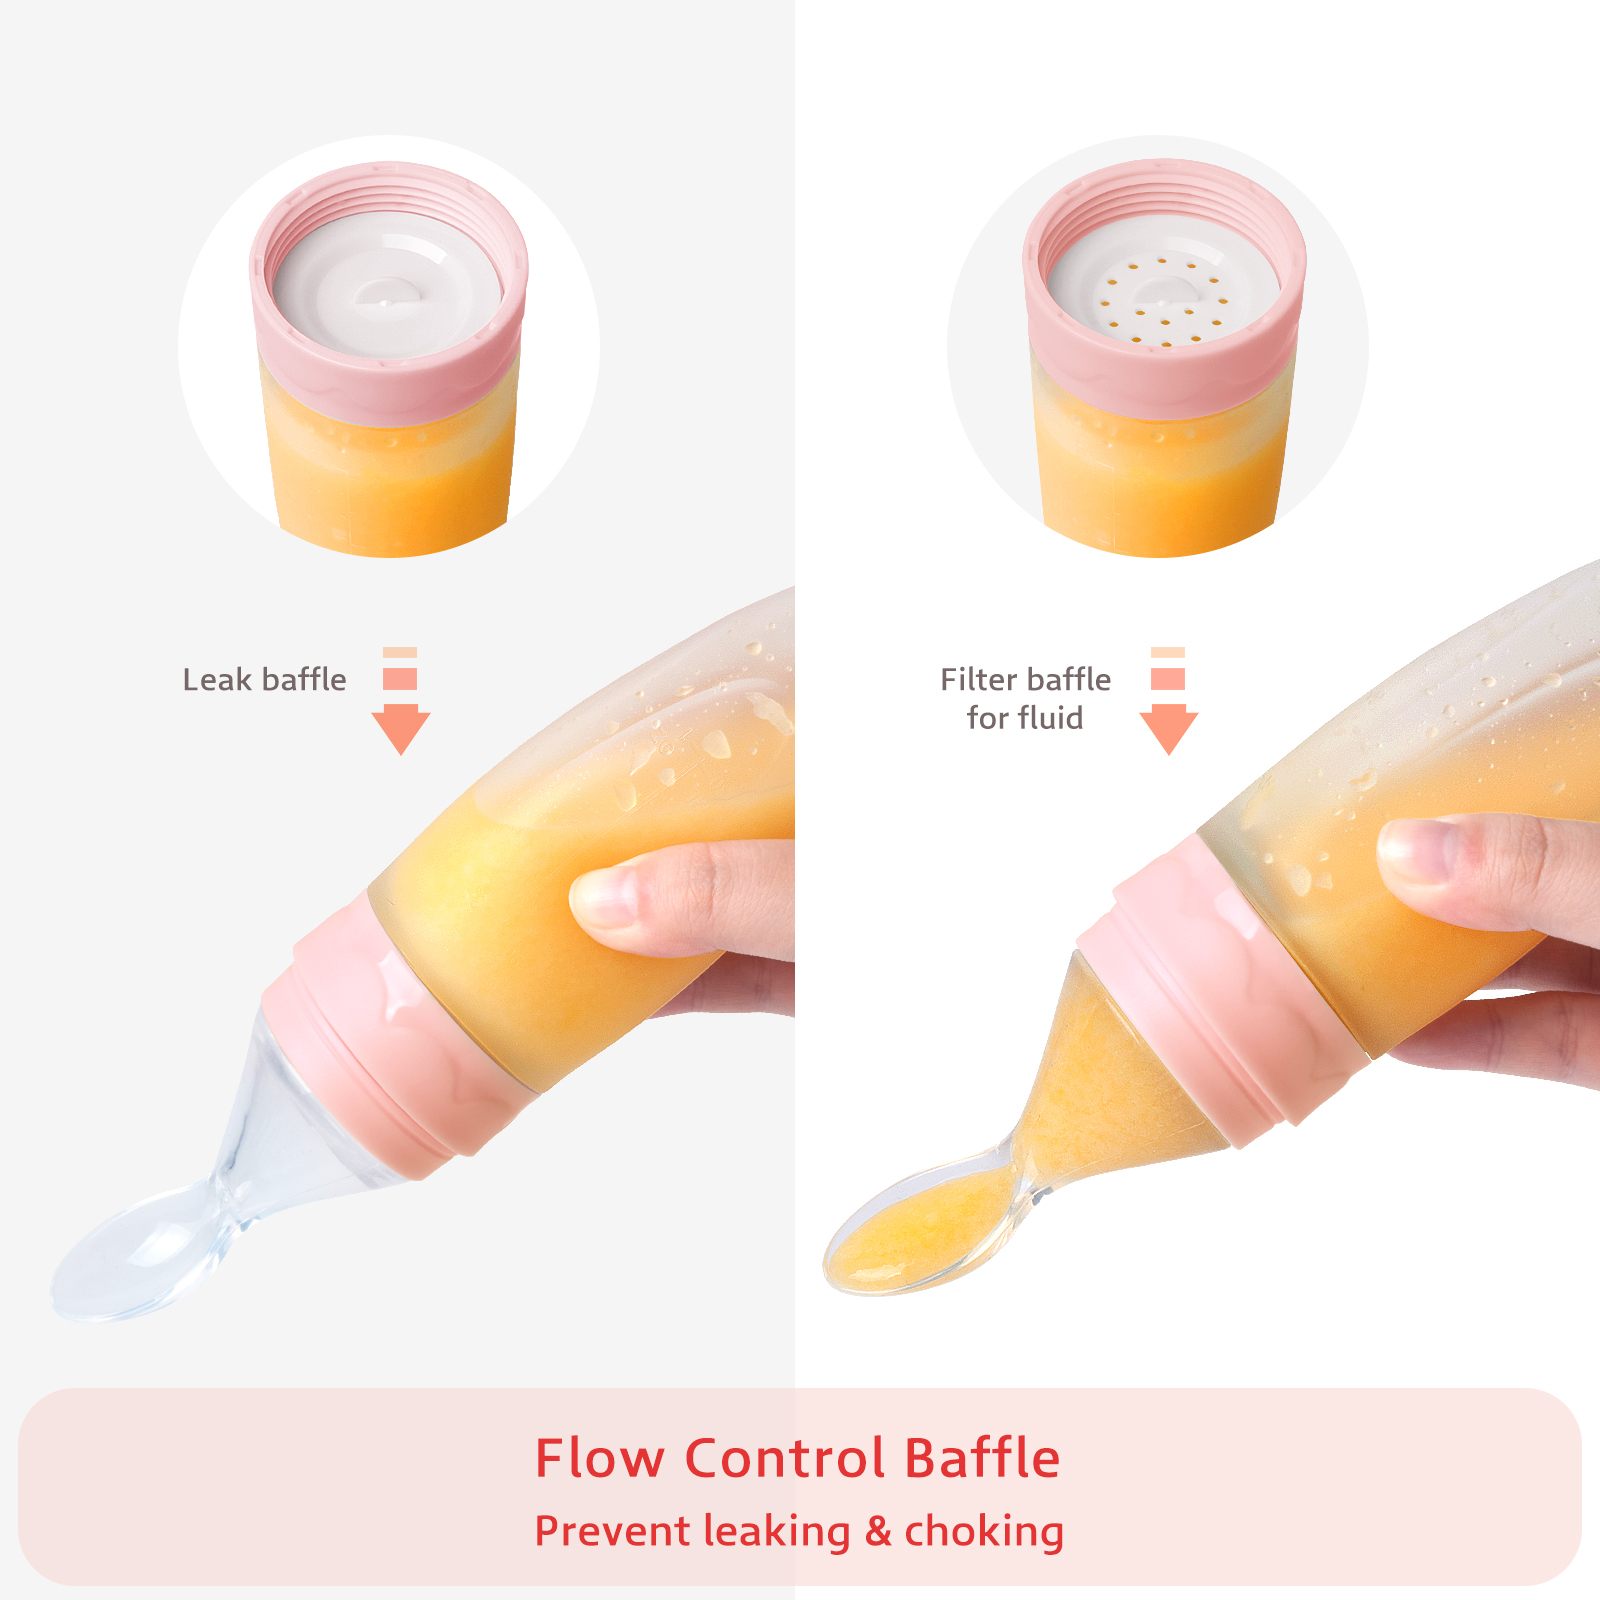 Leak baffle
Filter baffle
for fluid
Flow Control Baffle
Prevent leaking & choking